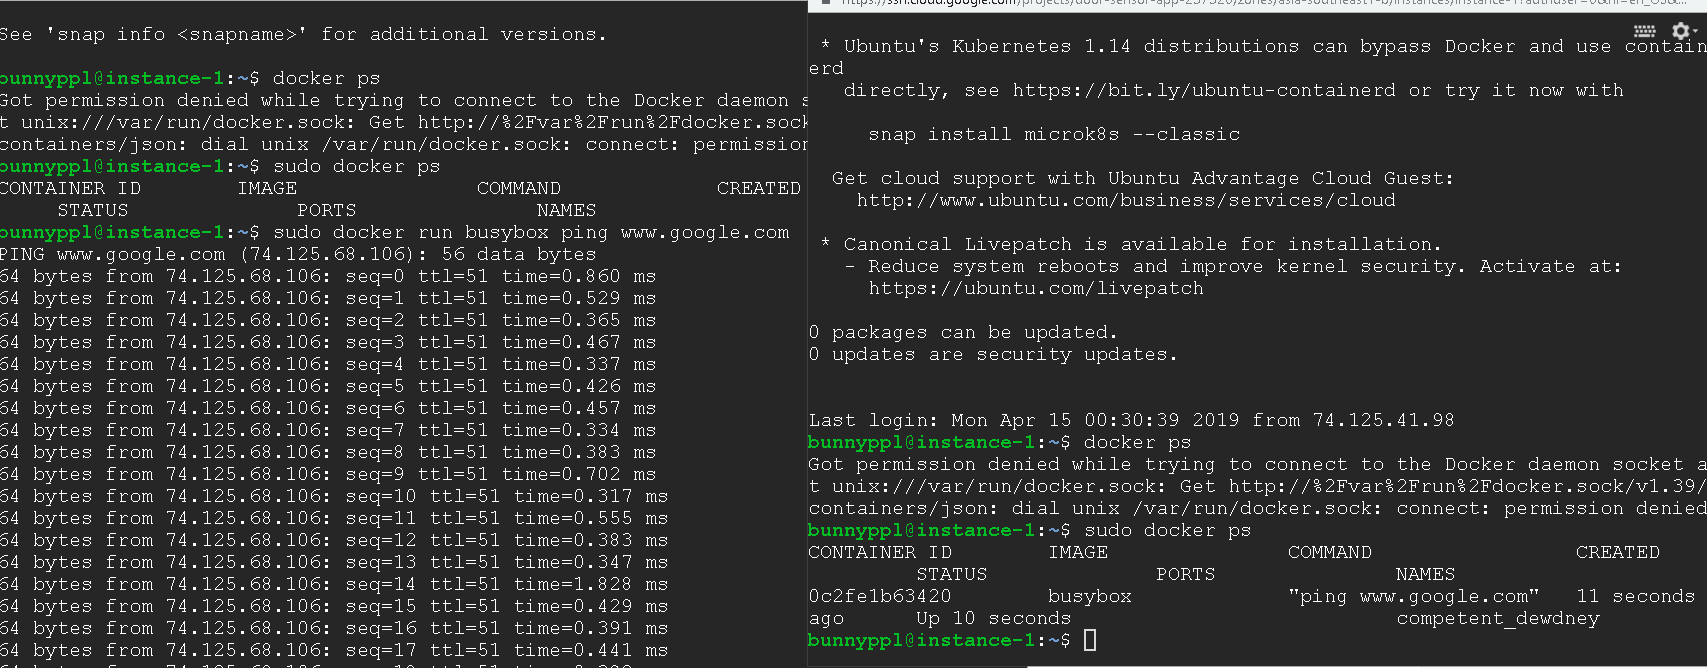 See 'snap info <snapname>' for additional versions.
bunnyppl@instance-1:~$ docker ps
Got permission denied while trying to connect to the Docker daemon s
t unix:///var/run/docker.sock: Get http://%2Fvar%2Frun%2Fdocker.sock
containers/json: dial unix /var/run/docker.sock: connect: permission
bunnyppl@instance-1:~$ sudo docker ps
CONTAINER ID        IMAGE               COMMAND             CREATED
     STATUS              PORTS               NAMES
bunnyppl@instance-1:~$ sudo docker run busybox ping www.google.com
PING www.google.com (74.125.68.106): 56 data bytes
64 bytes from 74.125.68.106: seq=0 ttl=51 time=0.860 ms
64 bytes from 74.125.68.106: seq=1 ttl=51 time=0.529 ms
64 bytes from 74.125.68.106: seq=2 ttl=51 time=0.365 ms
64 bytes from 74.125.68.106: seq=3 ttl=51 time=0.467 ms
64 bytes from 74.125.68.106: seq=4 ttl=51 time=0.337 ms
64 bytes from 74.125.68.106: seq=5 ttl=51 time=0.426 ms
64 bytes from 74.125.68.106: seq=6 ttl=51 time=0.457 ms
64 bytes from 74.125.68.106: seq=7 ttl=51 time=0.334 ms
64 bytes from 74.125.68.106: seq=8 ttl=51 time=0.383 ms
64 bytes from 74.125.68.106: seq=9 ttl=51 time=0.702 ms
64 bytes from 74.125.68.106: seq=10 ttl=51 time=0.317 ms
64 bytes from 74.125.68.106: seq=11 ttl=51 time=0.555 ms
64 bytes from 74.125.68.106: seq=12 ttl=51 time=0.383 ms
64 bytes from 74.125.68.106: seq=13 ttl=51 time=0.347 ms
64 bytes from 74.125.68.106: seq=14 ttl=51 time=1.828 ms
64 bytes from 74.125.68.106: seq=15 ttl=51 time=0.429 ms
64 bytes from 74.125.68.106: seq=16 ttl=51 time=0.391 ms
64 bytes from 74.125.68.106: seq=17 ttl=51 time=0.441 ms
* Ubuntu's Kubernetes 1.14 distributions can bypass Docker and use contain
erd
directly, see https://bit.ly/ubuntu-containerd or try it now with
snap install microk8s --classic
Get cloud support with Ubuntu Advantage Cloud Guest:
http://www.ubuntu.com/business/services/cloud
* Canonical Livepatch is available for installation.
- Reduce system reboots and improve kernel security. Activate at:
https://ubuntu.com/livepatch
0 packages can be updated.
0 updates are security updates.
Last login: Mon Apr 15 00:30:39 2019 from 74.125.41.98
bunnyppl@instance-1:~$ docker ps
Got permission denied while trying to connect to the Docker daemon socket a
t unix:///var/run/docker.sock: Get http://%2Fvar%2Frun%2Fdocker.sock/v1.39/
containers/json: dial unix /var/run/docker.sock: connect: permission denied
bunnyppl@instance-1:~$ sudo docker ps
CONTAINER ID        IMAGE               COMMAND                 CREATED
         STATUS              PORTS               NAMES
0c2fe1b63420        busybox             "ping www.google.com"   11 seconds
ago      Up 10 seconds                           competent_dewdney
bunnyppl@instance-1:~$